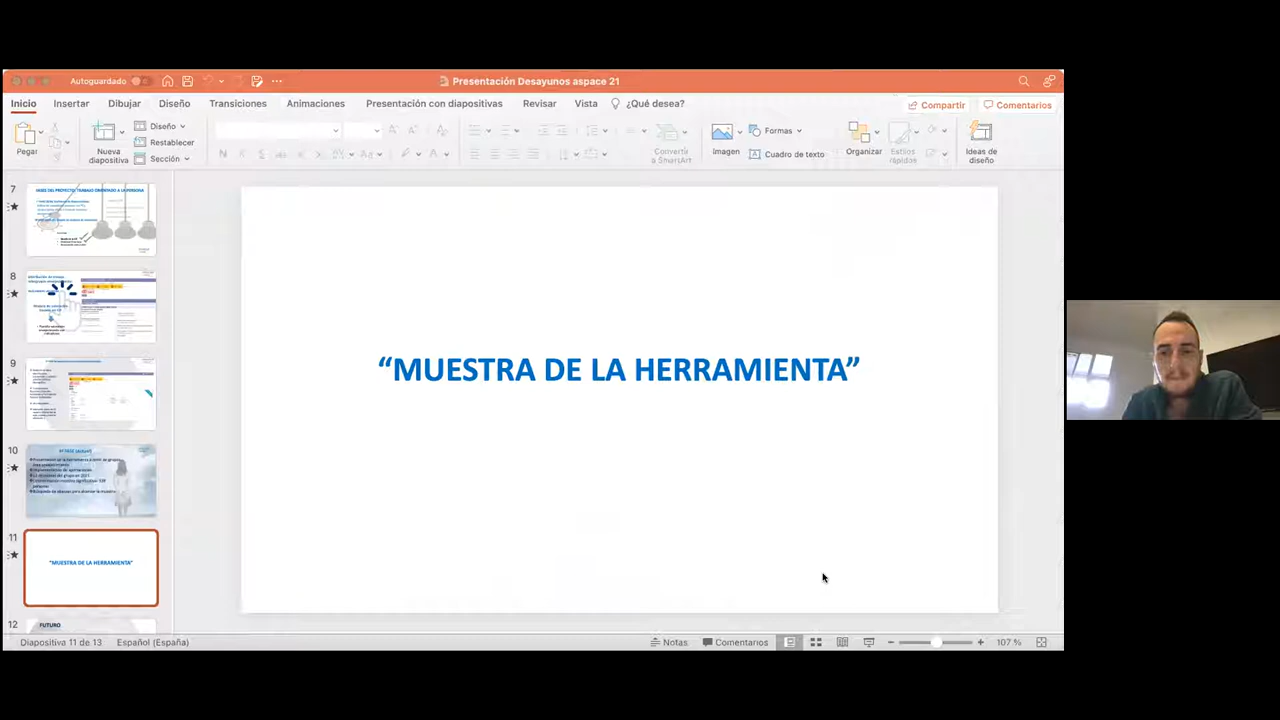 Autoguardado
Presentación Desayunos aspace 21
Inicio Insertar Dibujar Diseño Transiciones Animaciones Presentación con diapositivas Revisar Vista ¿Qué desea? Compartir Comentarios
Pegar
Nueva diapositiva
Diseño
Restablecer
Sección
Convertir a SmartArt
Imagen
Formas
Cuadro de texto
Organizar
Estilos rápidos
Ideas de diseño
7
8
9
10
11
"MUESTRA DE LA HERRAMIENTA"
12
FUTURO
“MUESTRA DE LA HERRAMIENTA”
Diapositiva 11 de 13 Español (España) Notas Comentarios 107 %